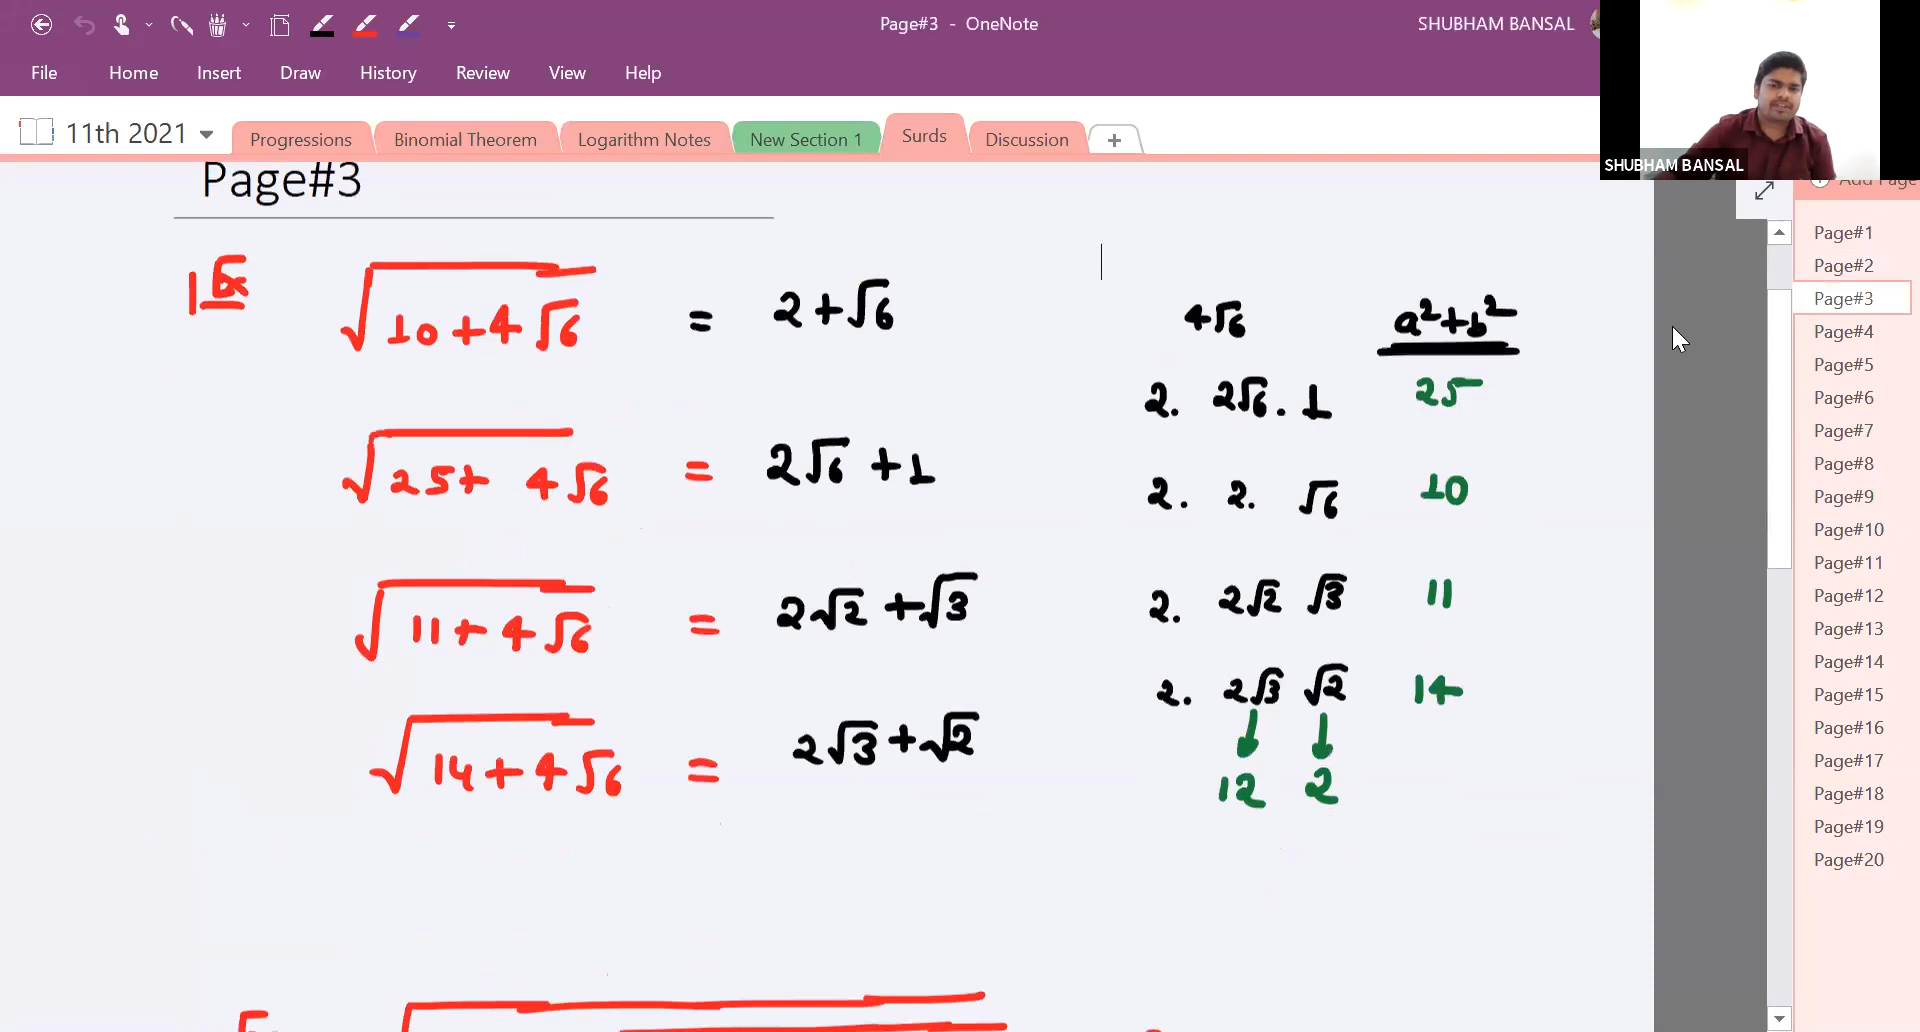 Page#3 - OneNote
SHUBHAM BANSAL
File Home Insert Draw History Review View Help
SHUBHAM BANSAL
11th 2021
Progressions Binomial Theorem Logarithm Notes New Section 1 Surds Discussion +
Add Page
Page#3
Ex
√(10+4√6) = 2+√6
√(25+4√6) = 2√6+1
√(11+4√6) = 2√2+√3
√(14+4√6) = 2√3+√2
4√6 a²+b²
2. 2√6. 1 25
2. 2. √6 10
2. 2√2 √3 11
2. 2√3 √2 14
12 2
Page#1
Page#2
Page#3
Page#4
Page#5
Page#6
Page#7
Page#8
Page#9
Page#10
Page#11
Page#12
Page#13
Page#14
Page#15
Page#16
Page#17
Page#18
Page#19
Page#20